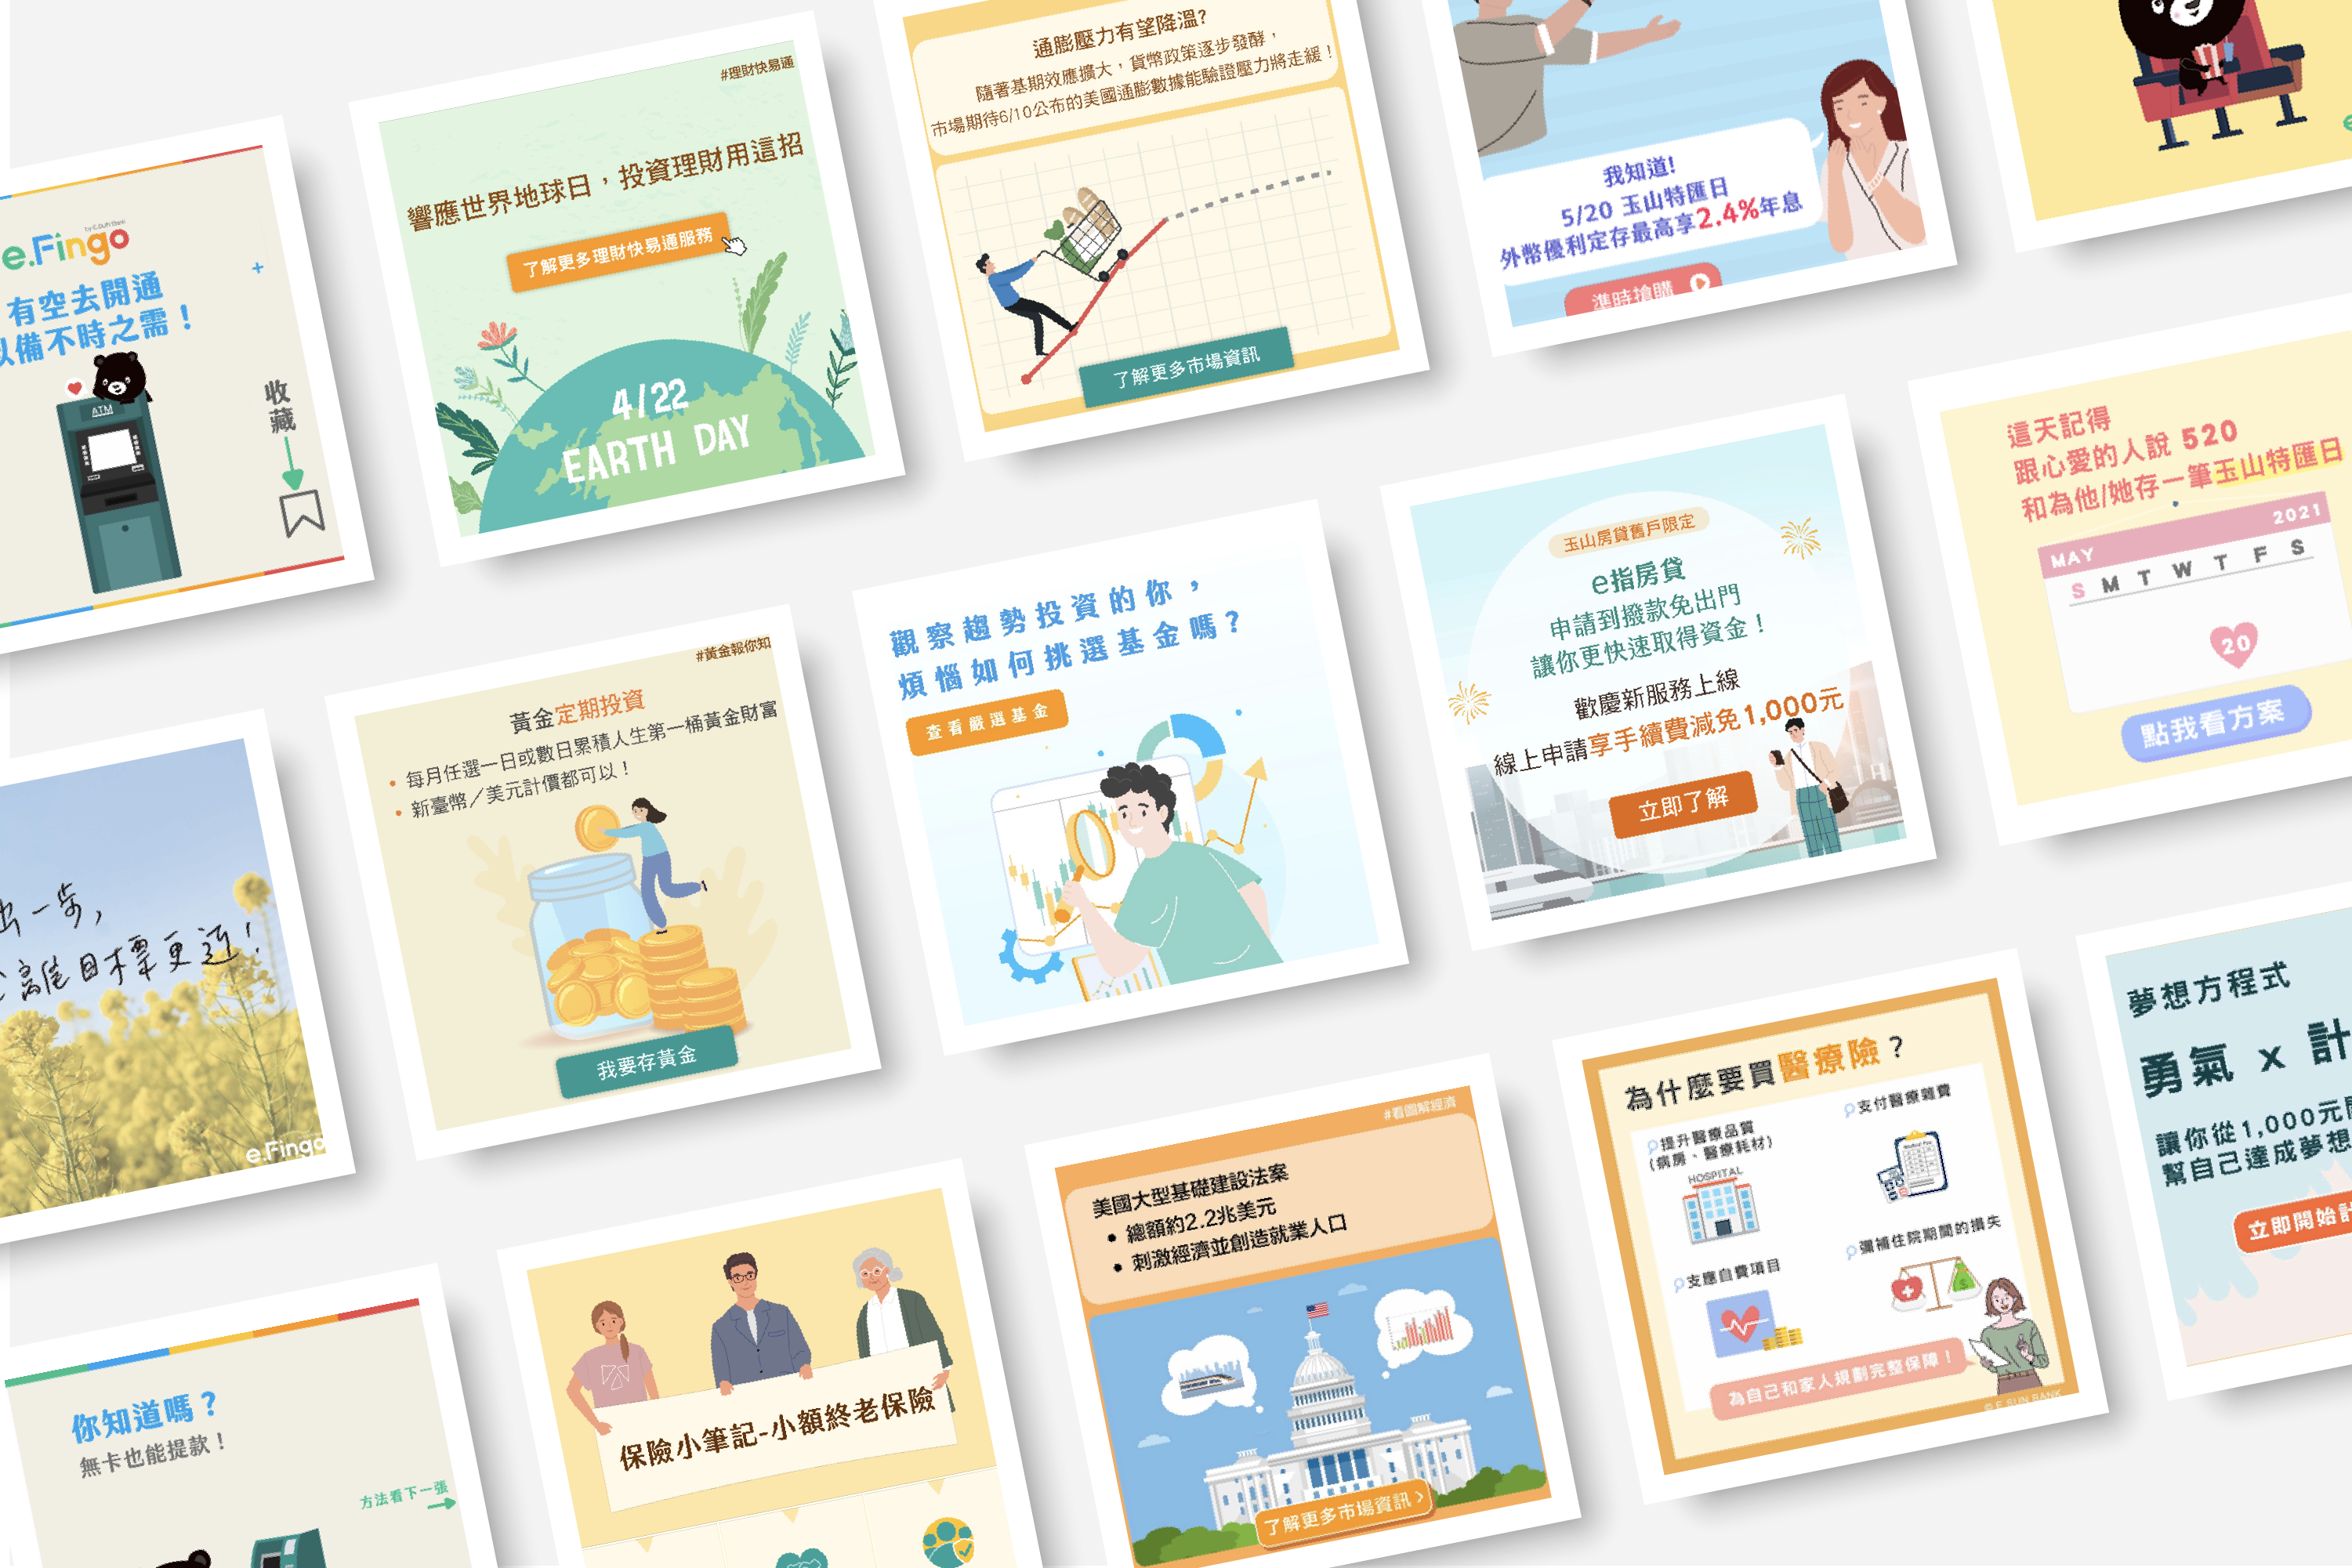 by E.SUN Bank
e.Fingo
有空去開通
以備不時之需！
ATM
收藏
#理財快易通
響應世界地球日，投資理財用這招
了解更多理財快易通服務
4/22
EARTH DAY
通膨壓力有望降溫?
隨著基期效應擴大，貨幣政策逐步發酵，
市場期待6/10公布的美國通膨數據能驗證壓力將走緩！
了解更多市場資訊
我知道!
5/20 玉山特匯日
外幣優利定存最高享2.4%年息
準時搶購
出一步，
離目標更近！
e.Fingo
#黃金報你知
黃金定期投資
• 每月任選一日或數日累積人生第一桶黃金財富
• 新臺幣／美元計價都可以！
我要存黃金
觀察趨勢投資的你，
煩惱如何挑選基金嗎？
查看嚴選基金
玉山房貸舊戶限定
e指房貸
申請到撥款免出門
讓你更快速取得資金！
歡慶新服務上線
線上申請享手續費減免1,000元
立即了解
這天記得
跟心愛的人說 520
和為他/她存一筆玉山特匯日
2021
MAY
S M T W T F S
20
點我看方案
你知道嗎？
無卡也能提款！
方法看下一張
保險小筆記-小額終老保險
#看圖解經濟
美國大型基礎建設法案
• 總額約2.2兆美元
• 刺激經濟並創造就業人口
了解更多市場資訊 >
為什麼要買醫療險？
提升醫療品質
(病房、醫療耗材)
HOSPITAL
支付醫療雜費
支應自費項目
彌補住院期間的損失
為自己和家人規劃完整保障！
© E.SUN BANK
夢想方程式
勇氣 x 計
讓你從1,000元
幫自己達成夢想
立即開始計